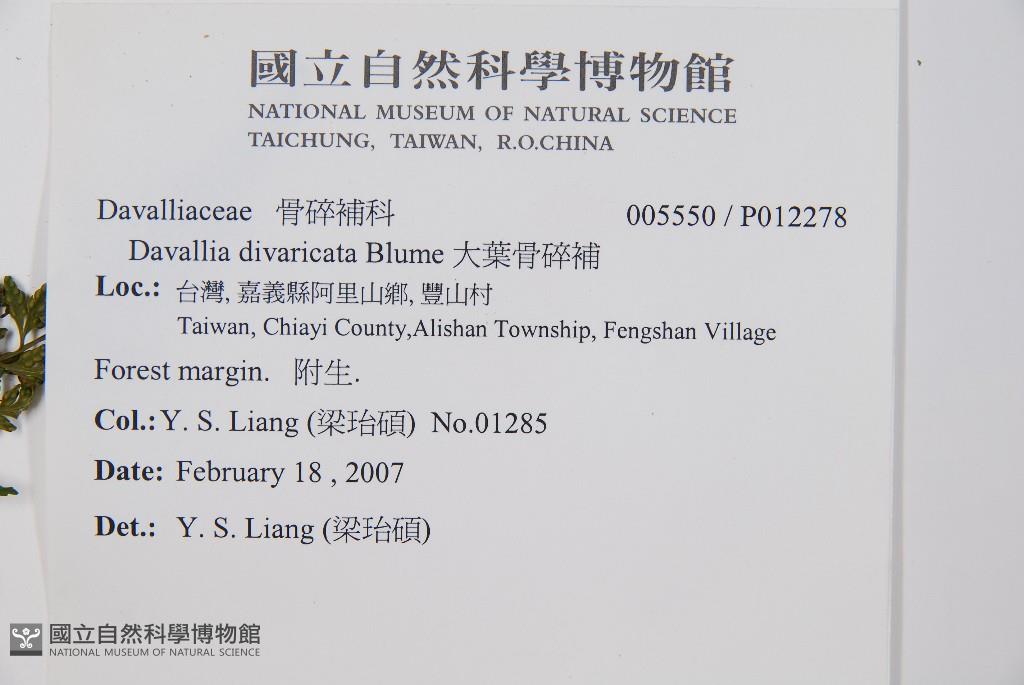 國立自然科學博物館
NATIONAL MUSEUM OF NATURAL SCIENCE
TAICHUNG, TAIWAN, R.O.CHINA
Davalliaceae 骨碎補科 005550 / P012278
Davallia divaricata Blume 大葉骨碎補
Loc.: 台灣, 嘉義縣阿里山鄉, 豐山村
Taiwan, Chiayi County,Alishan Township, Fengshan Village
Forest margin. 附生.
Col.: Y. S. Liang (梁珆碩) No.01285
Date: February 18 , 2007
Det.: Y. S. Liang (梁珆碩)
國立自然科學博物館
NATIONAL MUSEUM OF NATURAL SCIENCE